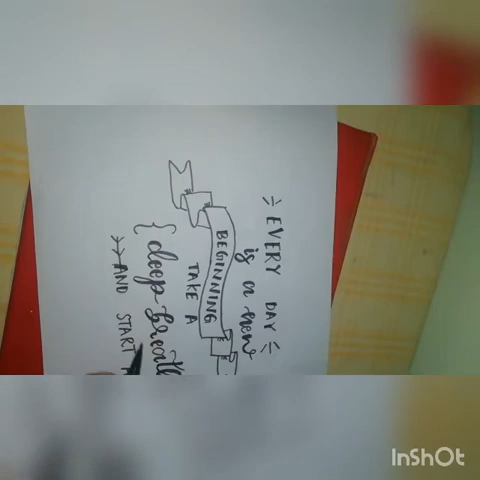 EVERY DAY
is a new
BEGINNING
TAKE A
deep breath
AND START
InShOt